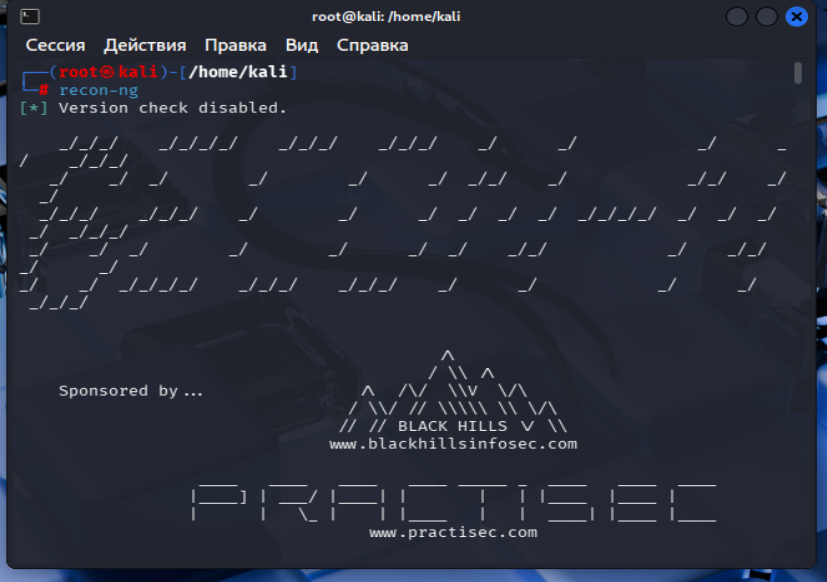 root@kali: /home/kali
Сессия Действия Правка Вид Справка
┌──(root㉿kali)-[/home/kali]
└─# recon-ng
[*] Version check disabled.
    _/_/_/    _/_/_/_/    _/_/_/    _/_/_/    _/      _/            _/      _
/    _/_/_/
   _/    _/  _/        _/        _/      _/  _/_/    _/            _/_/    _/
  _/
  _/_/_/    _/_/_/    _/        _/      _/  _/  _/  _/  _/_/_/_/  _/  _/  _/
 _/  _/_/_/
 _/    _/  _/        _/        _/      _/  _/    _/_/            _/    _/_/
_/      _/
_/    _/  _/_/_/_/    _/_/_/    _/_/_/    _/      _/            _/      _/
 _/_/_/
Sponsored by...
BLACK HILLS
www.blackhillsinfosec.com
PRACTISEC
www.practisec.com